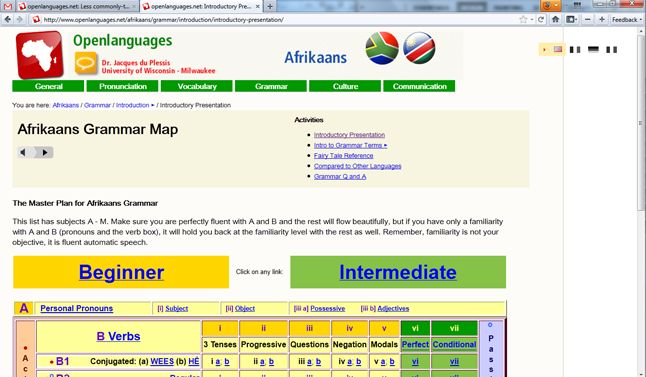 openlanguages.net: Less commonly-t...
openlanguages.net: Introductory Pre...
http://www.openlanguages.net/afrikaans/grammar/introduction/introductory-presentation/
Feedback
Openlanguages
Afrikaans
Dr. Jacques du Plessis
University of Wisconsin - Milwaukee
General
Pronunciation
Vocabulary
Grammar
Culture
Communication
You are here: Afrikaans / Grammar / Introduction / Introductory Presentation
Afrikaans Grammar Map
Activities
Introductory Presentation
Intro to Grammar Terms
Fairy Tale Reference
Compared to Other Languages
Grammar Q and A
The Master Plan for Afrikaans Grammar
This list has subjects A - M. Make sure you are perfectly fluent with A and B and the rest will flow beautifully, but if you have only a familiarity
with A and B (pronouns and the verb box), it will hold you back at the familiarity level with the rest as well. Remember, familiarity is not your
objective, it is fluent automatic speech.
Beginner
Click on any link:
Intermediate
A Personal Pronouns [i] Subject [ii] Object [iii a] Possessive [iii b] Adjectives
B Verbs
i ii iii iv v vi vii
3 Tenses Progressive Questions Negation Modals Perfect Conditional
B1 Conjugated: (a) WEES (b) HÊ i a; b ii a; b iii a; b iv a; b v a; b vi vii
A
c
P
a
s
s